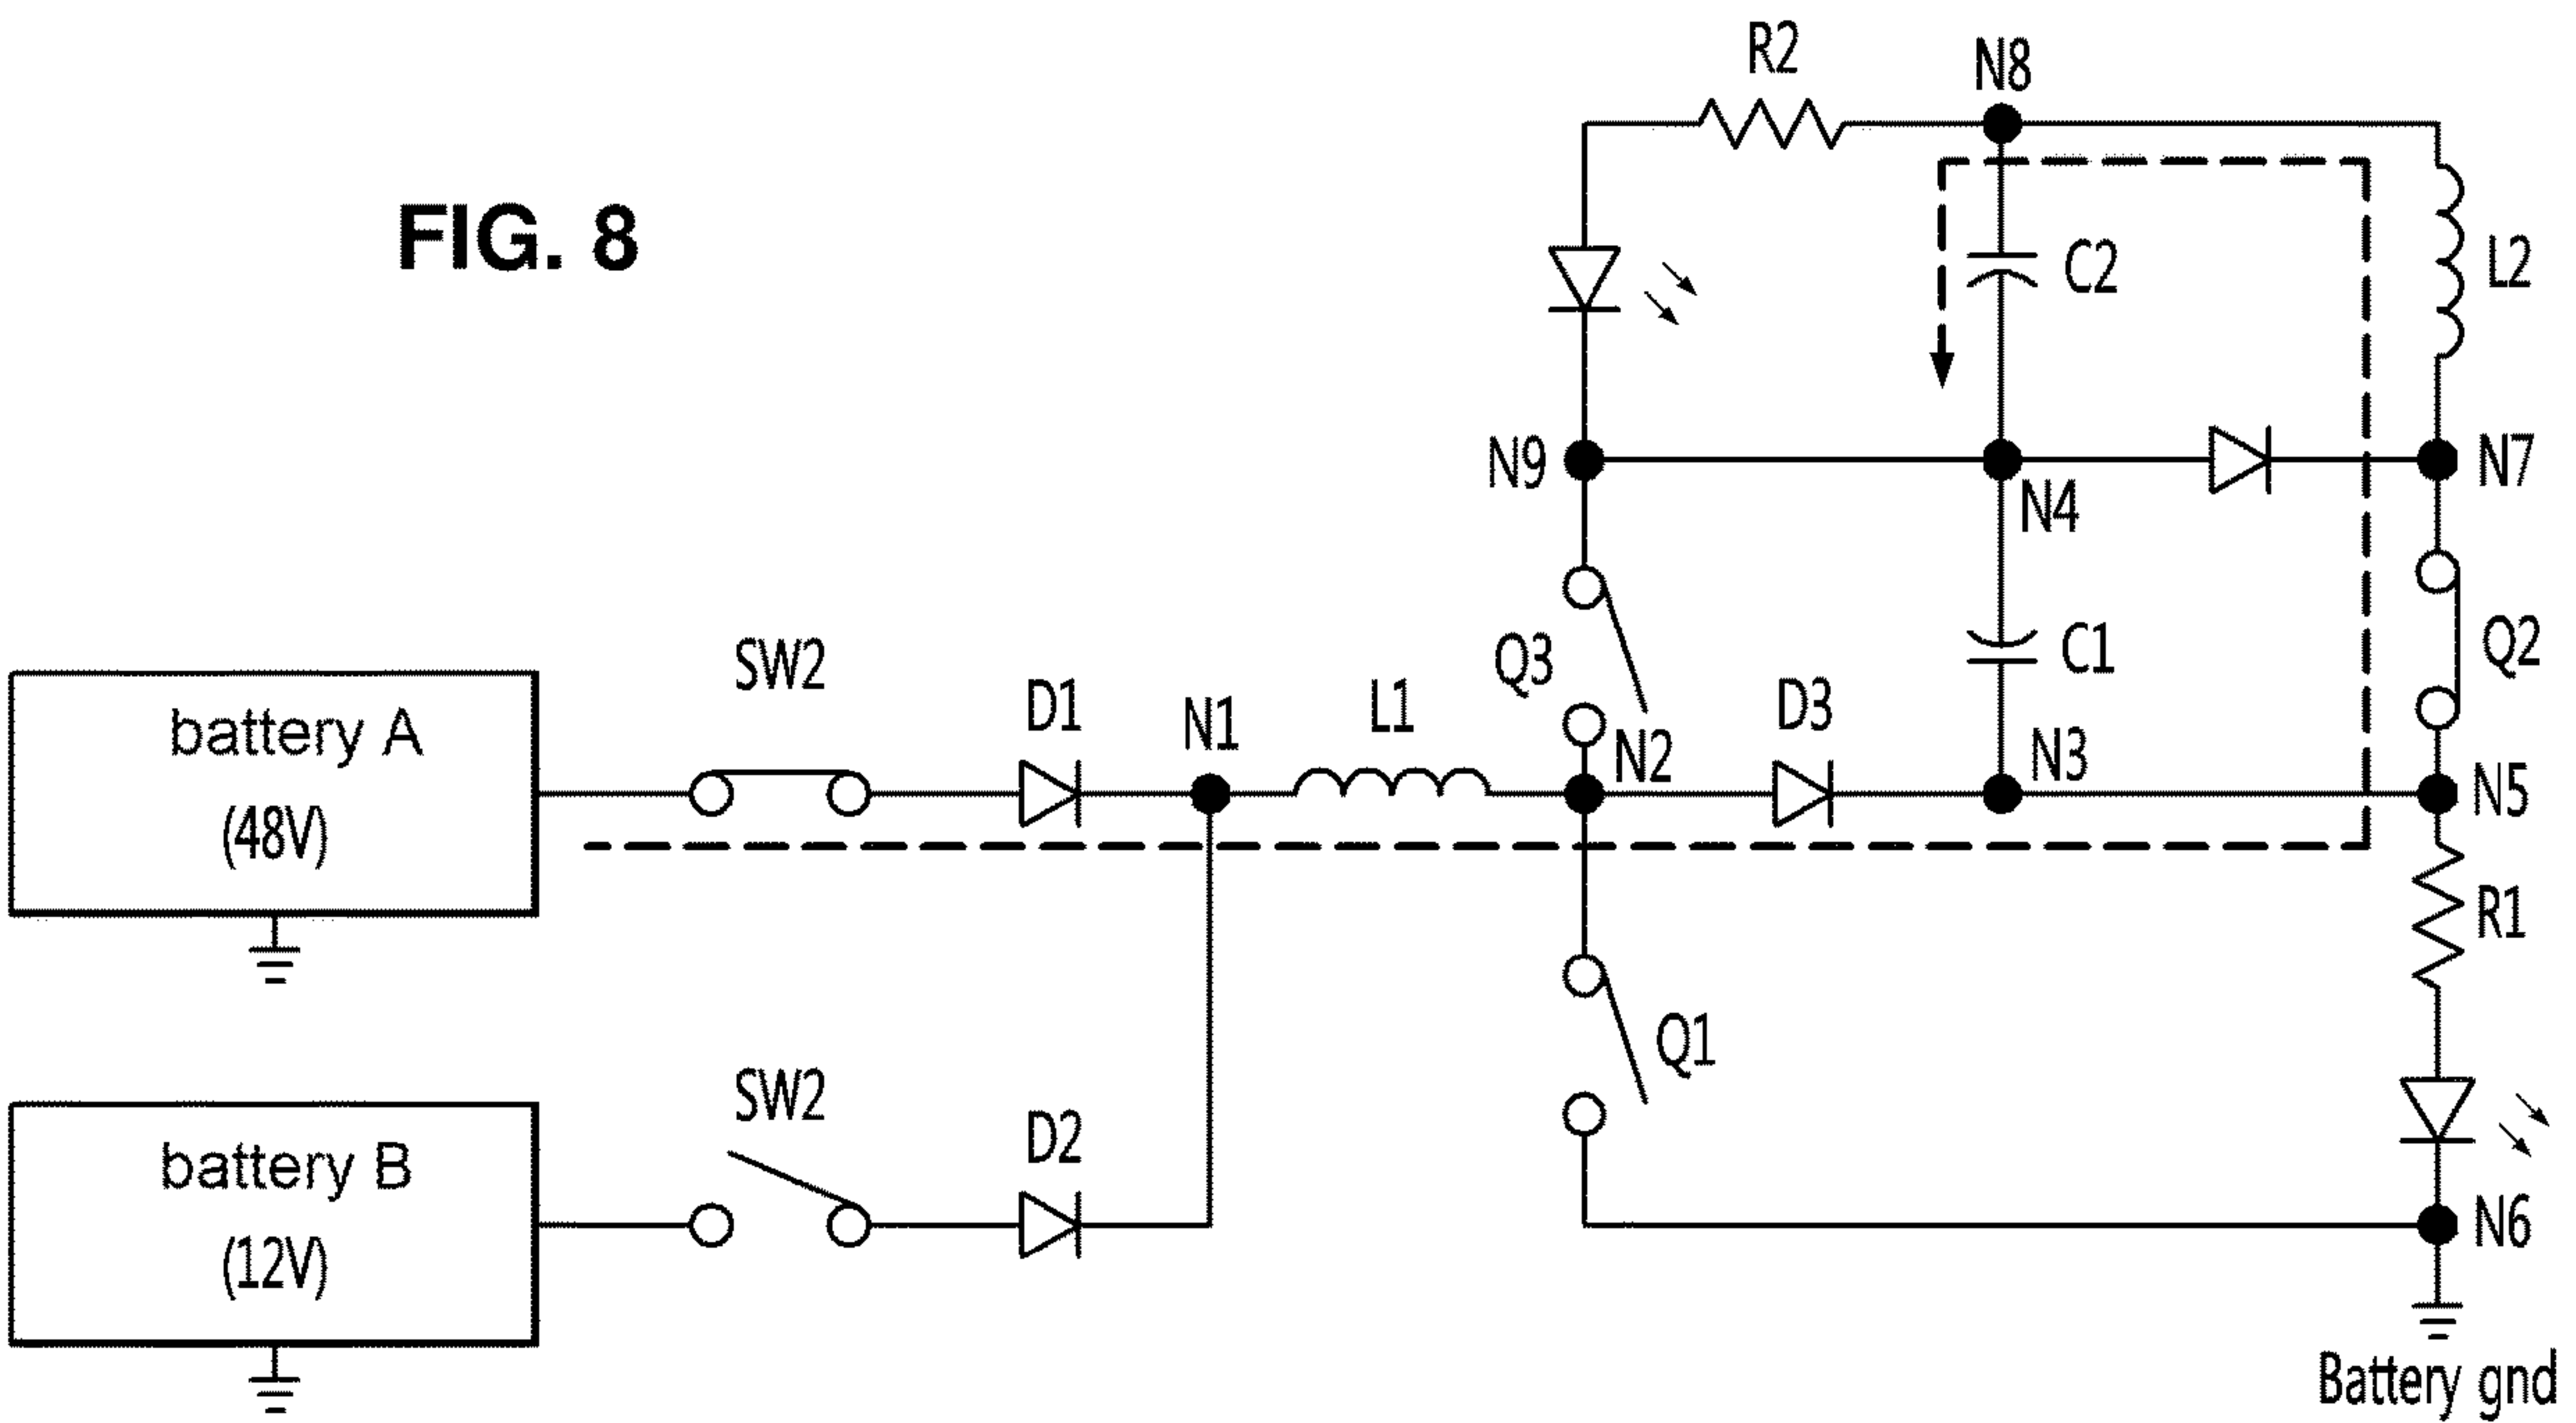 FIG. 8
R2
N8
C2
L2
N9
N4
N7
SW2
Q3
C1
Q2
battery A
(48V)
D1
N1
L1
N2
D3
N3
N5
R1
Q1
SW2
battery B
(12V)
D2
N6
Battery gnd